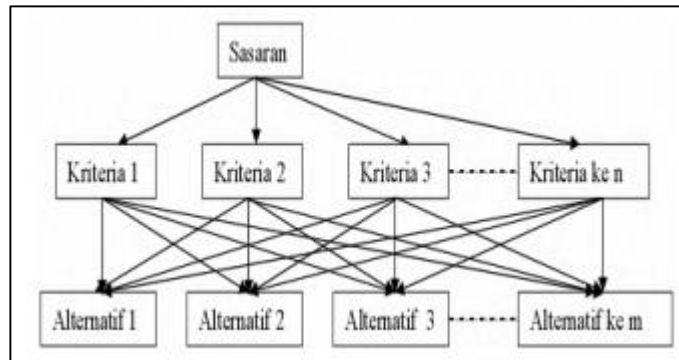 Sasaran
Kriteria 1
Kriteria 2
Kriteria 3
Kriteria ke n
Alternatif 1
Alternatif 2
Alternatif 3
Alternatif ke m